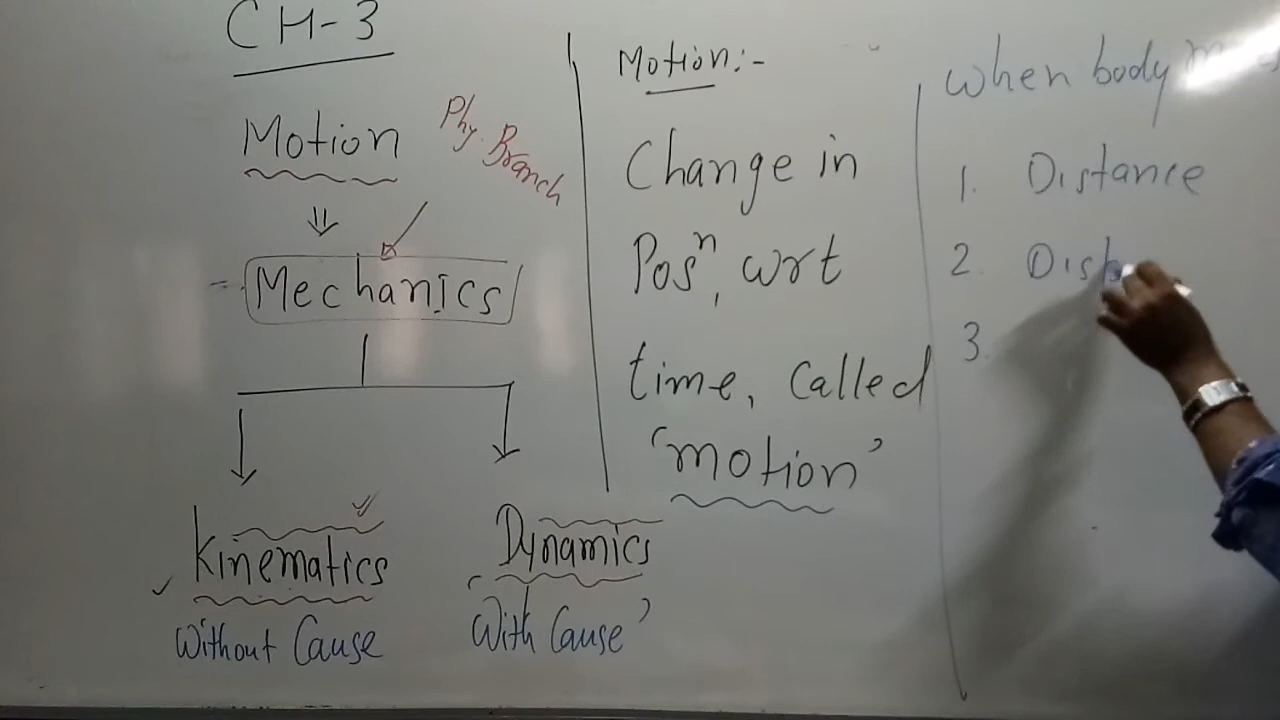 CH-3
Motion
Phy. Branch
Mechanics
Kinematics
Dynamics
Without Cause
'With Cause'
Motion:-
Change in
Posⁿ, wrt
time, Called
'motion'
When body
1. Distance
2. Dis
3.